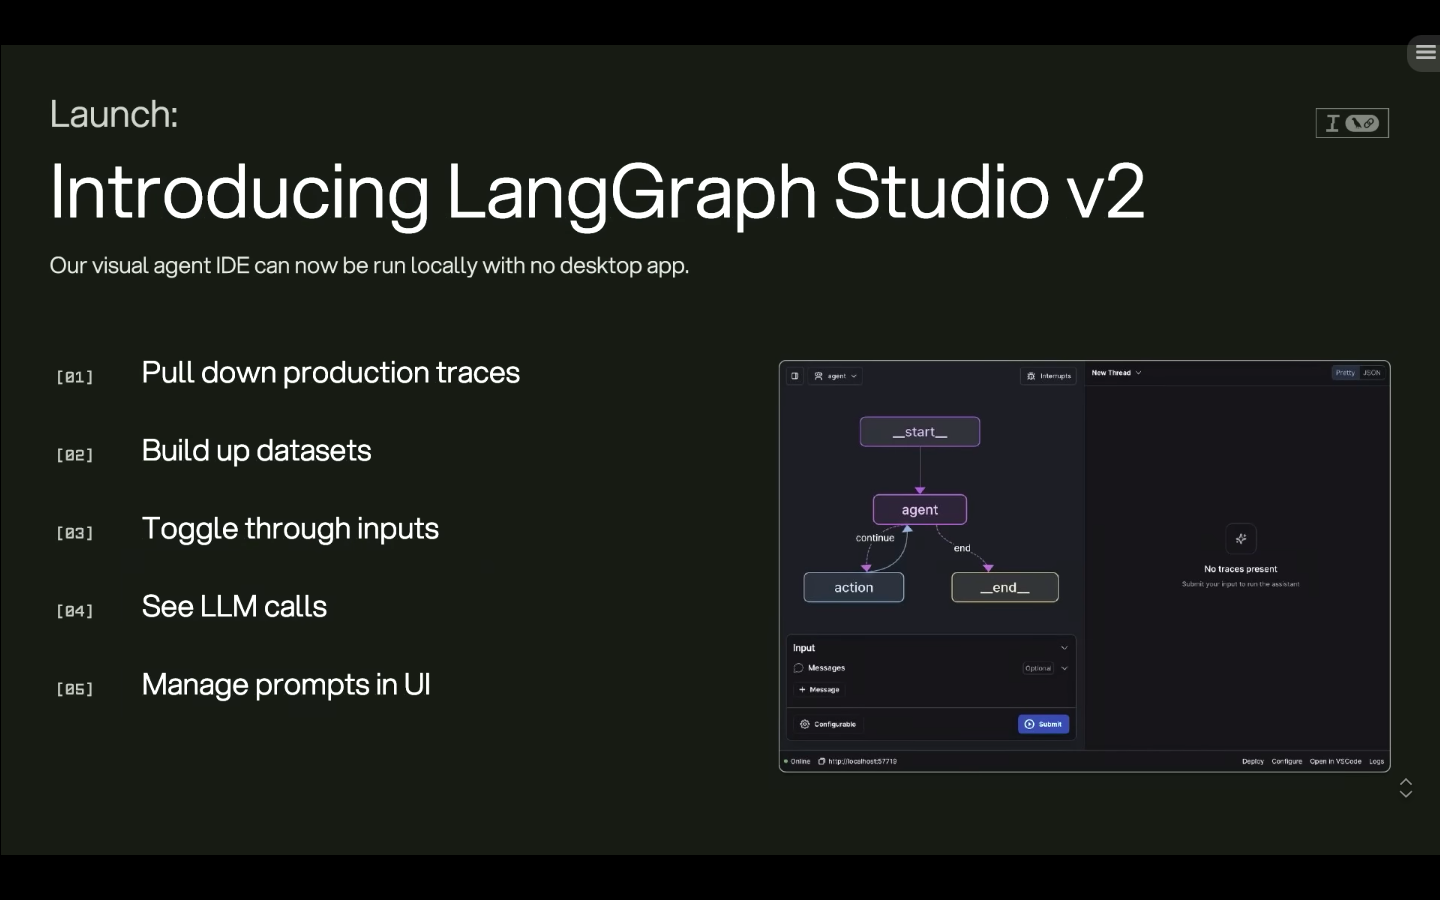 Launch:
Introducing LangGraph Studio v2
Our visual agent IDE can now be run locally with no desktop app.
[01] Pull down production traces
[02] Build up datasets
[03] Toggle through inputs
[04] See LLM calls
[05] Manage prompts in UI
agent
Interrupts
New Thread
Pretty JSON
__start__
agent
continue
end
action
__end__
No traces present
Submit your input to run the assistant
Input
Messages
Optional
+ Message
Configurable
Submit
Online
http://localhost:57719
Deploy Configure Open in VSCode Logs